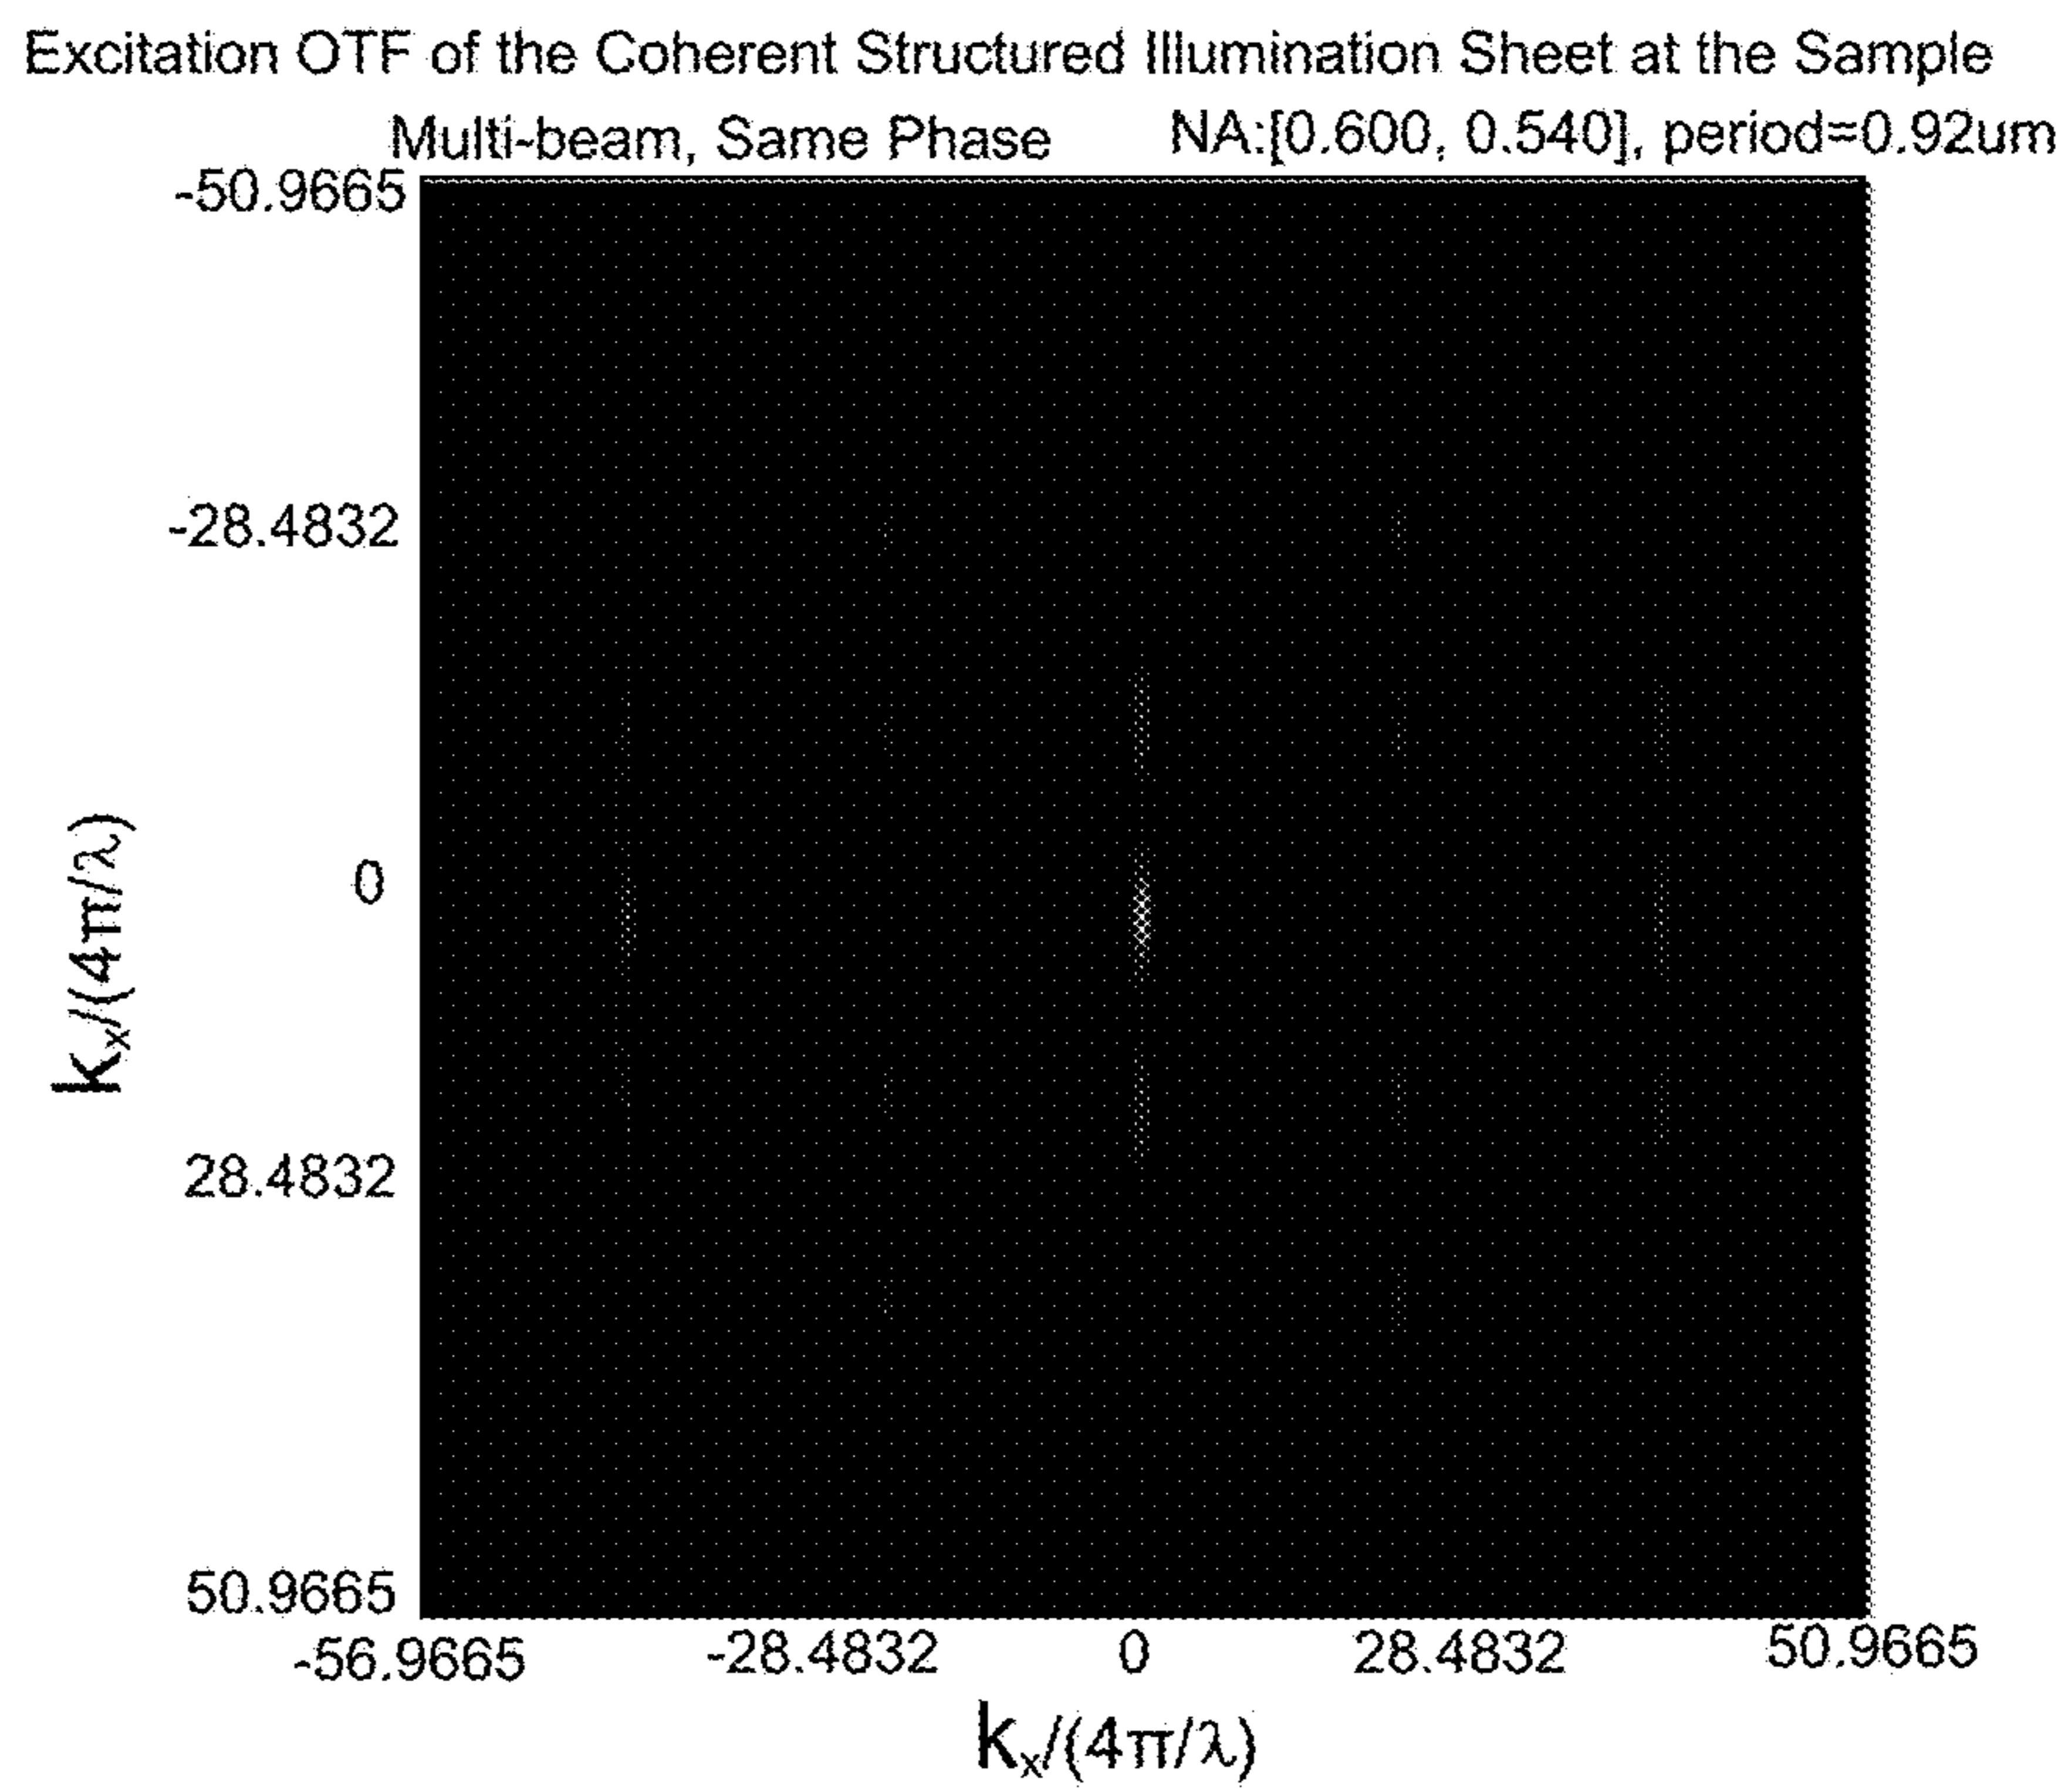 Excitation OTF of the Coherent Structured Illumination Sheet at the Sample
Multi-beam, Same Phase NA:[0.600, 0.540], period=0.92um
-50.9665
-28.4832
0
28.4832
50.9665
kₓ/(4π/λ)
-56.9665 -28.4832 0 28.4832 50.9665
kₓ/(4π/λ)